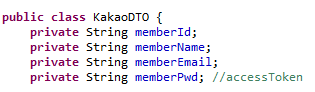 public class KakaoDTO {
    private String memberId;
    private String memberName;
    private String memberEmail;
    private String memberPwd; //accessToken